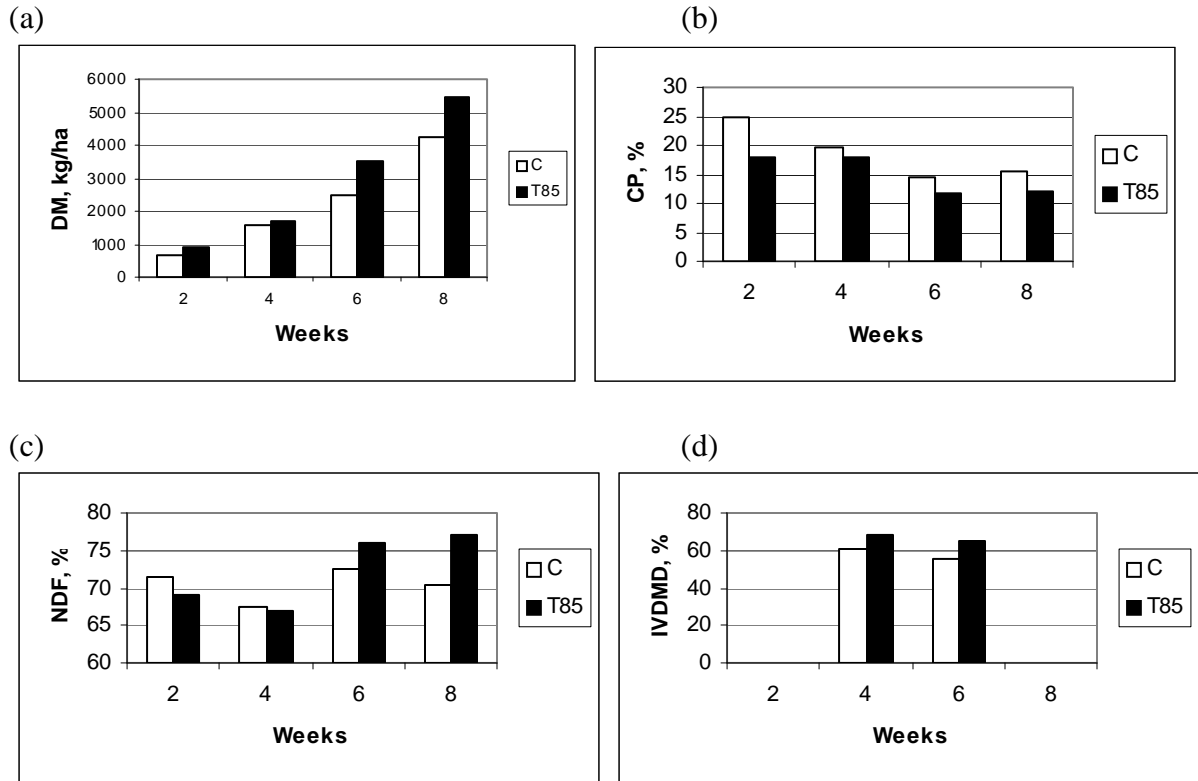 (a)
6000
5000
4000
3000
2000
1000
0
DM, kg/ha
2 4 6 8
Weeks
C
T85
(b)
30
25
20
15
10
5
0
CP, %
2 4 6 8
Weeks
C
T85
(c)
80
75
70
65
60
NDF, %
2 4 6 8
Weeks
C
T85
(d)
80
60
40
20
0
IVDMD, %
2 4 6 8
Weeks
C
T85